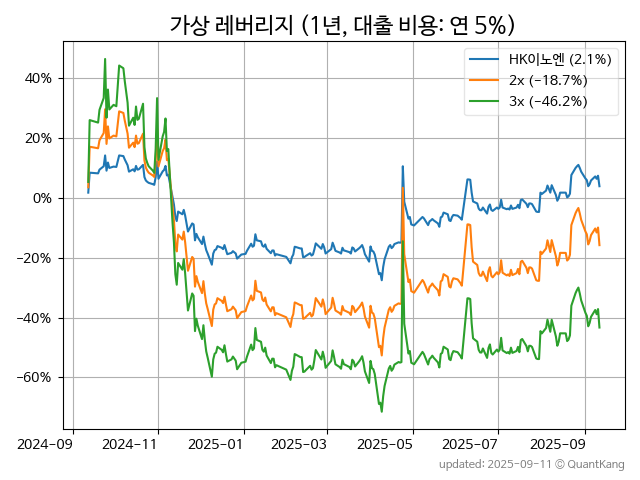 가상 레버리지 (1년, 대출 비용: 연 5%)
HK이노엔 (2.1%)
2x (−18.7%)
3x (−46.2%)
40%
20%
0%
−20%
−40%
−60%
2024-09 2024-11 2025-01 2025-03 2025-05 2025-07 2025-09
updated: 2025-09-11 © QuantKang